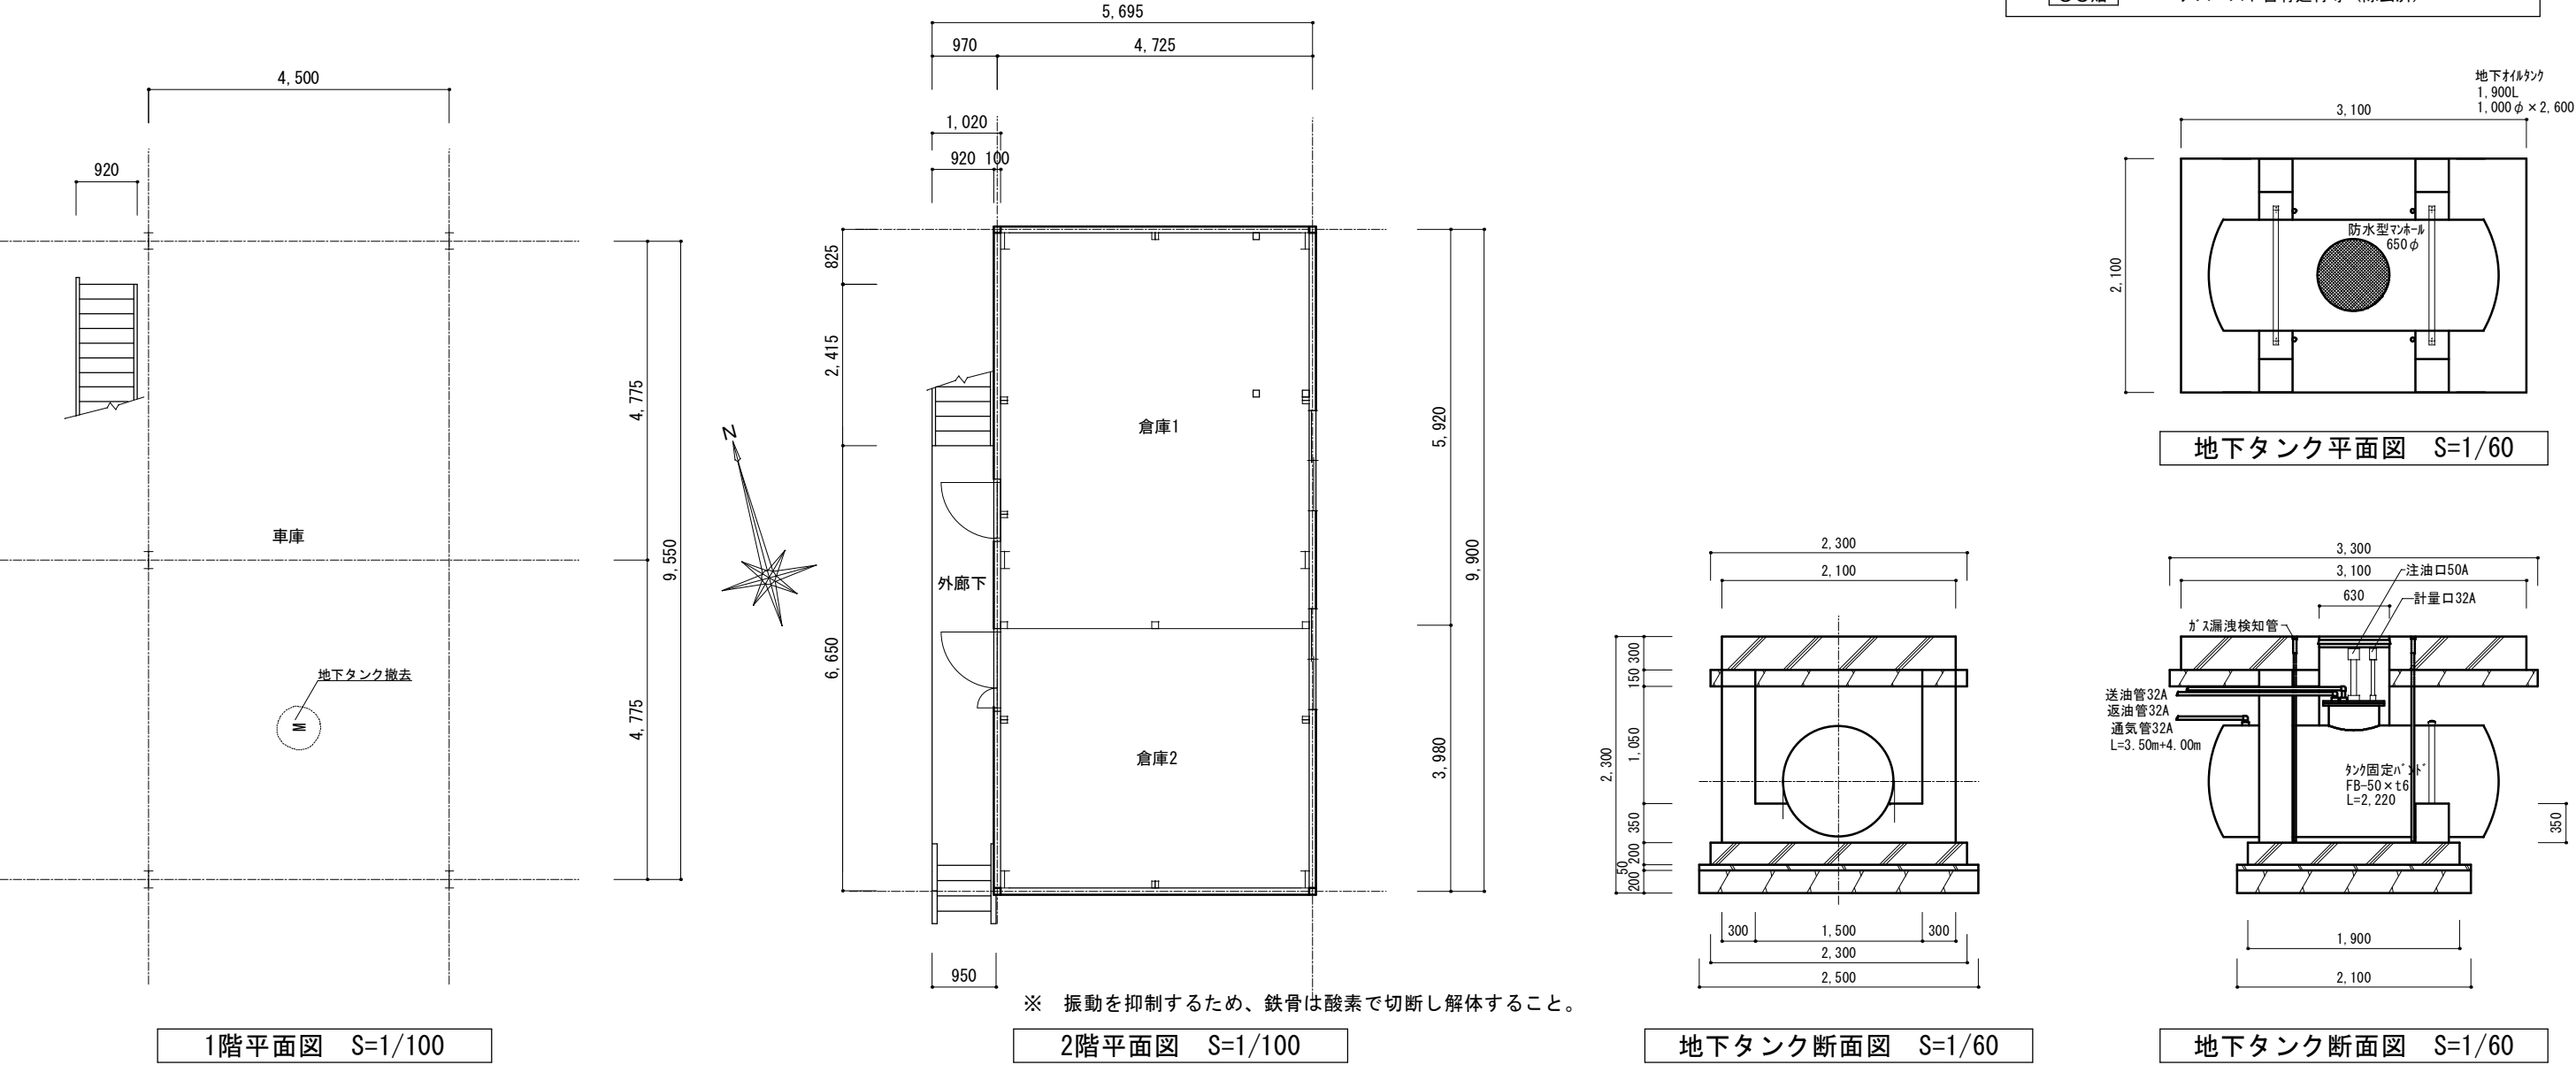 4,500
920
4,775
9,550
4,775
車庫
地下タンク撤去
M
1階平面図 S=1/100
5,695
970
4,725
1,020
920
100
825
2,415
6,650
5,920
9,900
3,980
N
倉庫1
外廊下
倉庫2
950
※ 振動を抑制するため、鉄骨は酸素で切断し解体すること。
2階平面図 S=1/100
地下オイルタンク
1,900L
1,000φ×2,600
3,100
2,100
防水型マンホール
650φ
地下タンク平面図 S=1/60
2,300
2,100
300
150
1,050
2,300
350
200
50
200
300
1,500
300
2,300
2,500
地下タンク断面図 S=1/60
3,300
3,100
注油口50A
630
計量口32A
ガス漏洩検知管
送油管32A
返油管32A
通気管32A
L=3.50m+4.00m
タンク固定バンド
FB-50×t6
L=2,220
350
1,900
2,100
地下タンク断面図 S=1/60